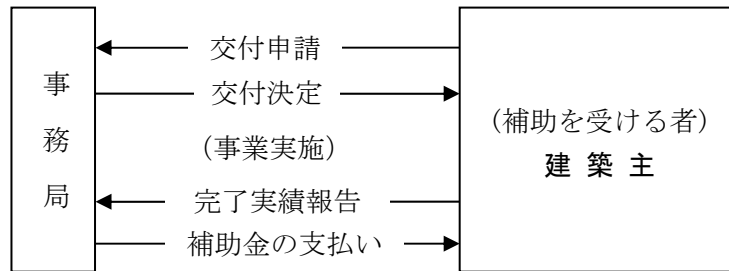 事務局
交付申請
交付決定
(事業実施)
完了実績報告
補助金の支払い
(補助を受ける者)
建 築 主